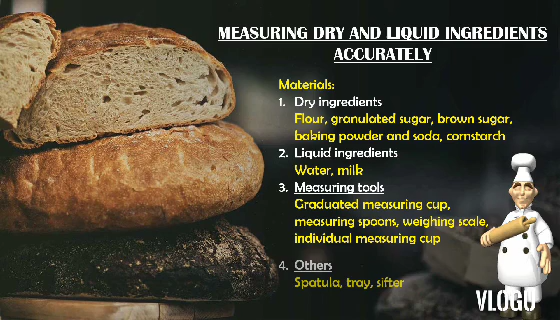 MEASURING DRY AND LIQUID INGREDIENTS
ACCURATELY
Materials:
1. Dry ingredients
Flour, granulated sugar, brown sugar,
baking powder and soda, cornstarch
2. Liquid ingredients
Water, milk
3. Measuring tools
Graduated measuring cup,
measuring spoons, weighing scale,
individual measuring cup
4. Others
Spatula, tray, sifter
VLOGU